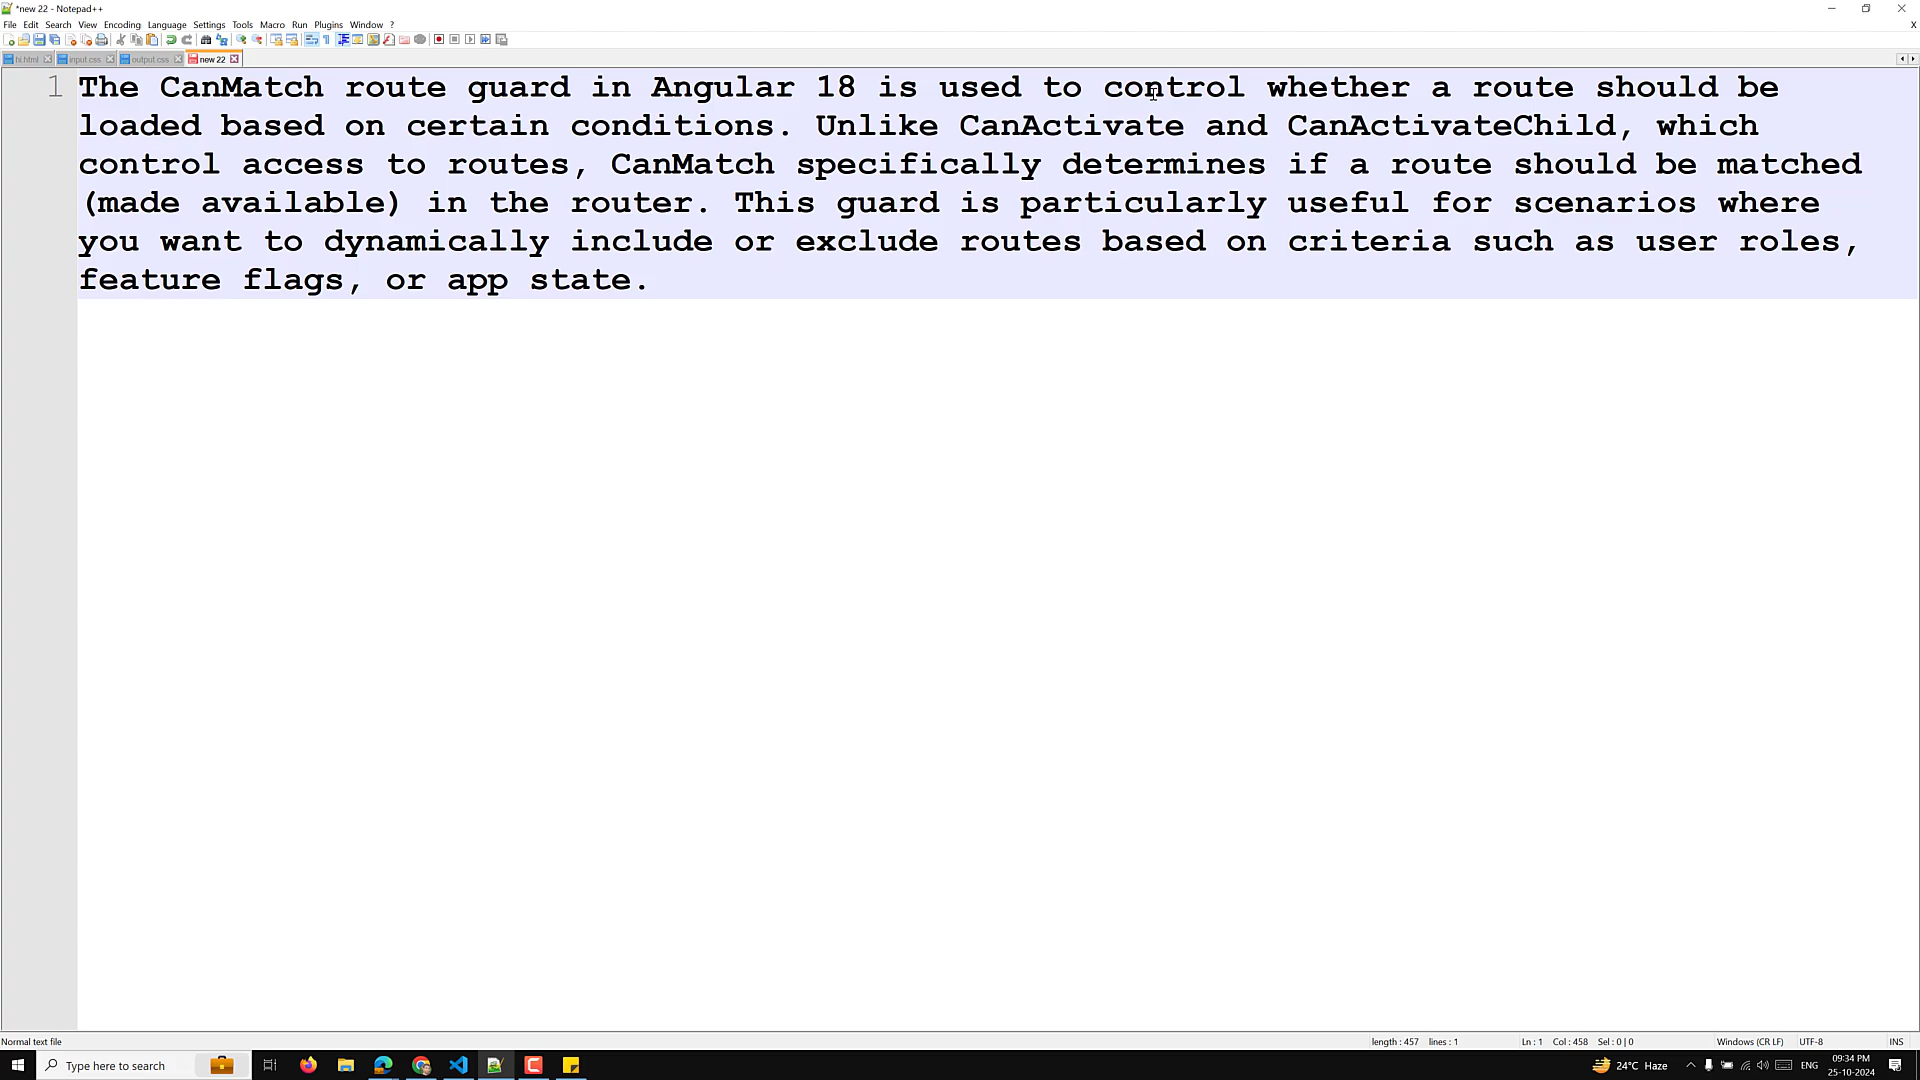 *new 22 - Notepad++
File Edit Search View Encoding Language Settings Tools Macro Run Plugins Window ?
X
hi.html input.css output.css new 22
1 The CanMatch route guard in Angular 18 is used to control whether a route should be
loaded based on certain conditions. Unlike CanActivate and CanActivateChild, which
control access to routes, CanMatch specifically determines if a route should be matched
(made available) in the router. This guard is particularly useful for scenarios where
you want to dynamically include or exclude routes based on criteria such as user roles,
feature flags, or app state.
Normal text file length : 457 lines : 1 Ln : 1 Col : 458 Sel : 0 | 0 Windows (CR LF) UTF-8 INS
Type here to search 24°C Haze ENG 09:34 PM
25-10-2024